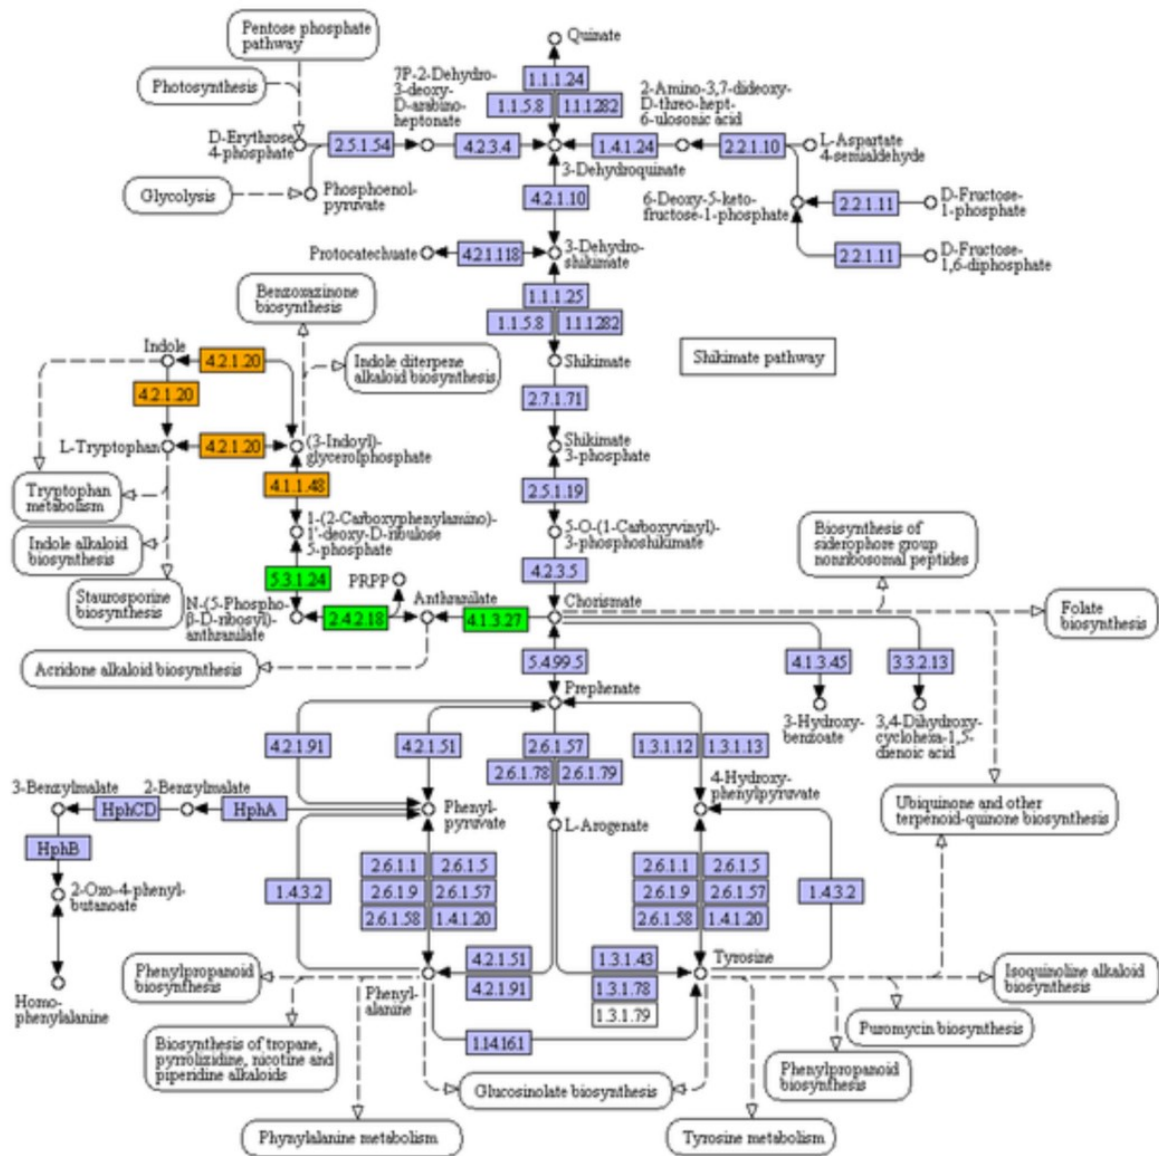 Pentose phosphate
pathway
Quinate
Photosynthesis
7P-2-Dehydro-
3-deoxy-
D-arabino-
heptonate
1.1.1.24
1.1.5.8
1.1.1.282
2-Amino-3,7-dideoxy-
D-threo-hept-
6-ulosonic acid
D-Erythrose
4-phosphate
2.5.1.54
4.2.3.4
1.4.1.24
2.2.1.10
L-Aspartate
4-semialdehyde
3-Dehydroquinate
Glycolysis
Phosphoenol-
pyruvate
4.2.1.10
6-Deoxy-5-keto-
fructose-1-phosphate
2.2.1.11
D-Fructose-
1-phosphate
Protocatechuate
4.2.1.118
3-Dehydro-
shikimate
2.2.1.11
D-Fructose-
1,6-diphosphate
Benzoxazinone
biosynthesis
1.1.1.25
1.1.5.8
1.1.1.282
Indole
4.2.1.20
Indole diterpene
alkaloid biosynthesis
Shikimate
Shikimate pathway
4.2.1.20
2.7.1.71
L-Tryptophan
4.2.1.20
(3-Indoyl)-
glycerolphosphate
Shikimate
3-phosphate
Tryptophan
metabolism
4.1.1.48
2.5.1.19
Indole alkaloid
biosynthesis
1-(2-Carboxyphenylamino)-
1'-deoxy-D-ribulose
5-phosphate
5-O-(1-Carboxyvinyl)-
3-phosphoshikimate
Biosynthesis of
siderophore group
nonribosomal peptides
Staurosporine
biosynthesis
5.3.1.24
PRPP
4.2.3.5
N-(5-Phospho-
β-D-ribosyl)-
anthranilate
2.4.2.18
Anthranilate
4.1.3.27
Chorismate
Folate
biosynthesis
Acridone alkaloid biosynthesis
5.4.99.5
4.1.3.45
3.3.2.13
Prephenate
3-Hydroxy-
benzoate
3,4-Dihydroxy-
cyclohexa-1,5-
dienoic acid
4.2.1.91
4.2.1.51
2.6.1.57
1.3.1.12
1.3.1.13
2.6.1.78
2.6.1.79
3-Benzylmalate
2-Benzylmalate
4-Hydroxy-
phenylpyruvate
HphCD
HphA
Phenyl-
pyruvate
L-Arogenate
Ubiquinone and other
terpenoid-quinone biosynthesis
HphB
2-Oxo-4-phenyl-
butanoate
1.4.3.2
2.6.1.1
2.6.1.5
2.6.1.9
2.6.1.57
2.6.1.58
1.4.1.20
2.6.1.1
2.6.1.5
2.6.1.9
2.6.1.57
2.6.1.58
1.4.1.20
1.4.3.2
Homo-
phenylalanine
Phenylpropanoid
biosynthesis
Phenyl-
alanine
4.2.1.51
4.2.1.91
1.3.1.43
1.3.1.78
1.3.1.79
Tyrosine
Isoquinoline alkaloid
biosynthesis
Puromycin biosynthesis
Biosynthesis of tropane,
pyrrolizidine, nicotine and
piperidine alkaloids
1.14.16.1
Glucosinolate biosynthesis
Phenylpropanoid
biosynthesis
Phynylalanine metabolism
Tyrosine metabolism